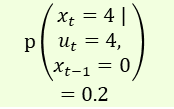 p ( x_t = 4 |
u_t = 4,
x_{t-1} = 0 )
= 0.2